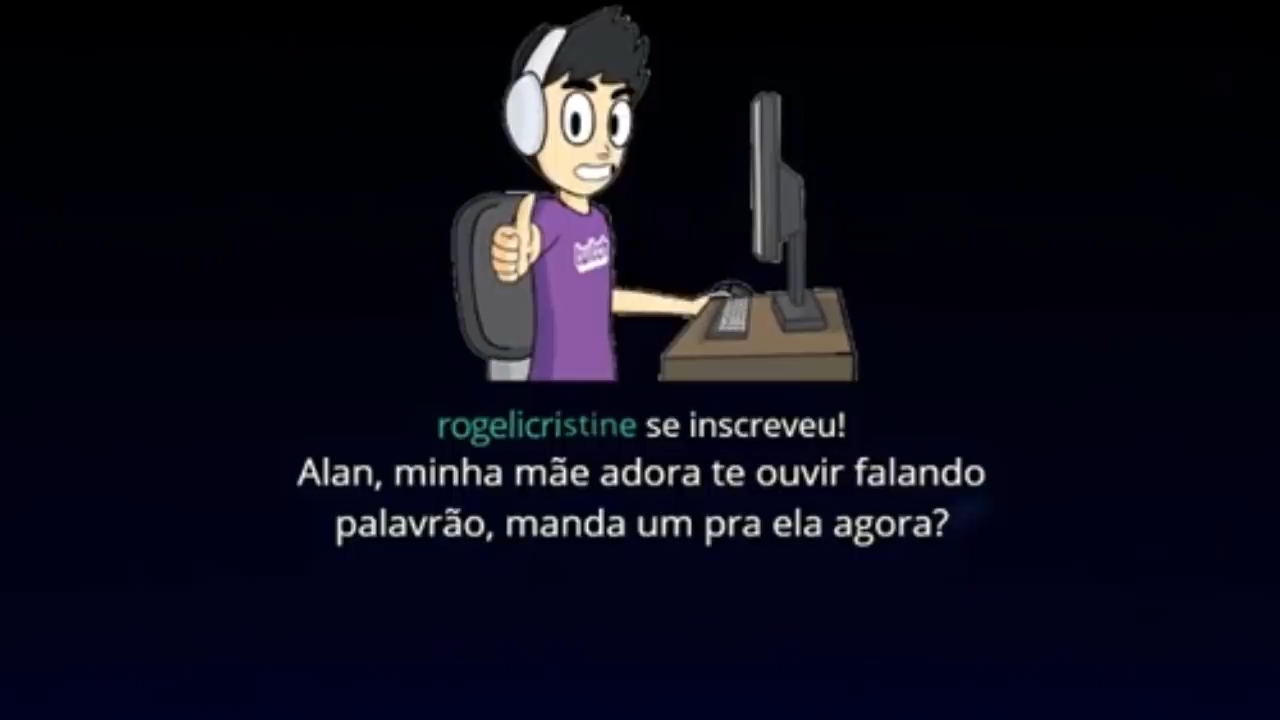 rogelicristine se inscreveu!
Alan, minha mãe adora te ouvir falando
palavrão, manda um pra ela agora?